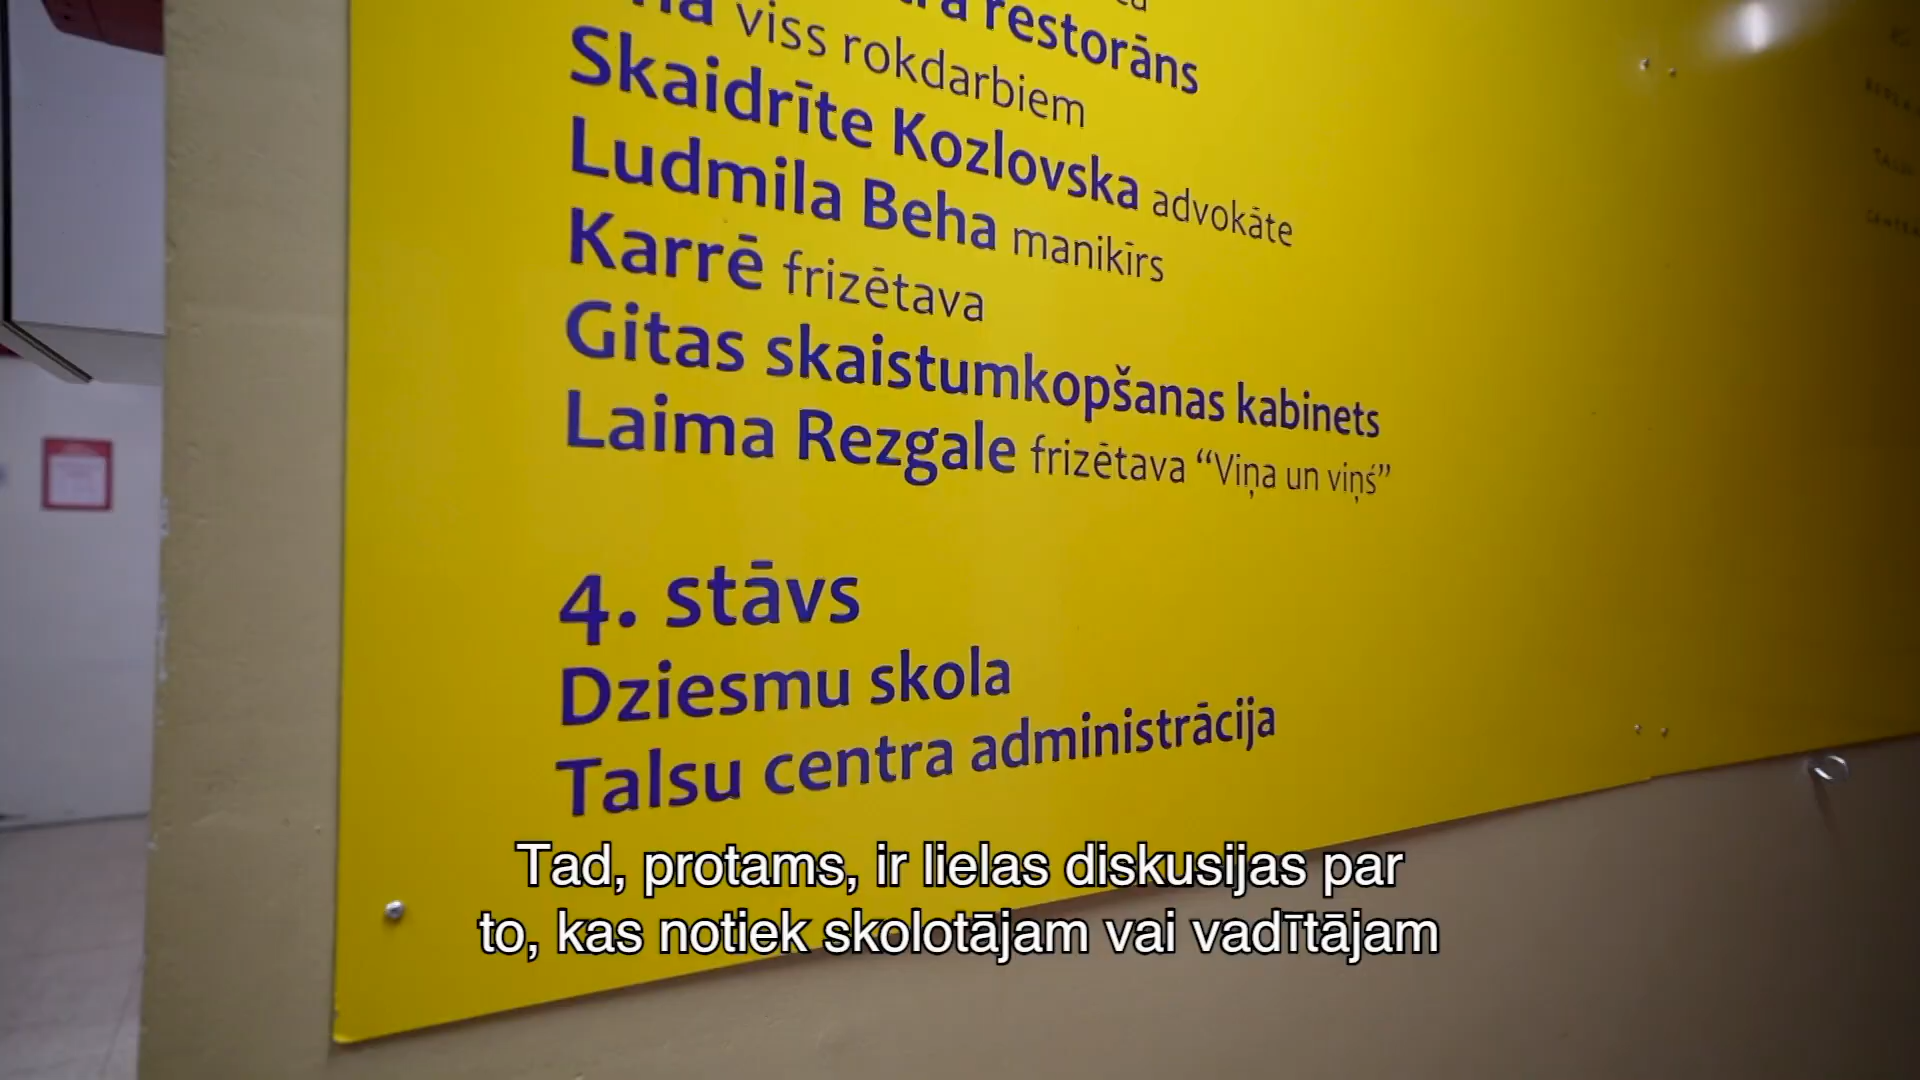 restorāns
viss rokdarbiem
Skaidrīte Kozlovska advokāte
Ludmila Beha manikīrs
Karrē frizētava
Gitas skaistumkopšanas kabinets
Laima Rezgale frizētava “Viņa un viņš”
4. stāvs
Dziesmu skola
Talsu centra administrācija
Tad, protams, ir lielas diskusijas par
to, kas notiek skolotājam vai vadītājam